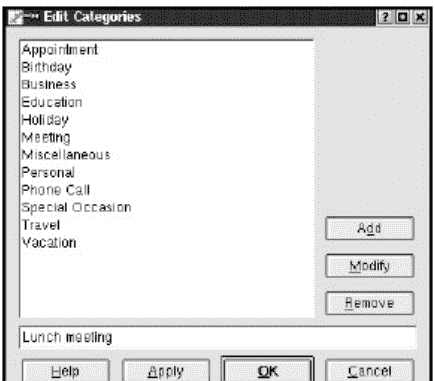 Edit Categories
Appointment
Birthday
Business
Education
Holiday
Meeting
Miscellaneous
Personal
Phone Call
Special Occasion
Travel
Vacation
Add
Modify
Remove
Lunch meeting
Help Apply OK Cancel